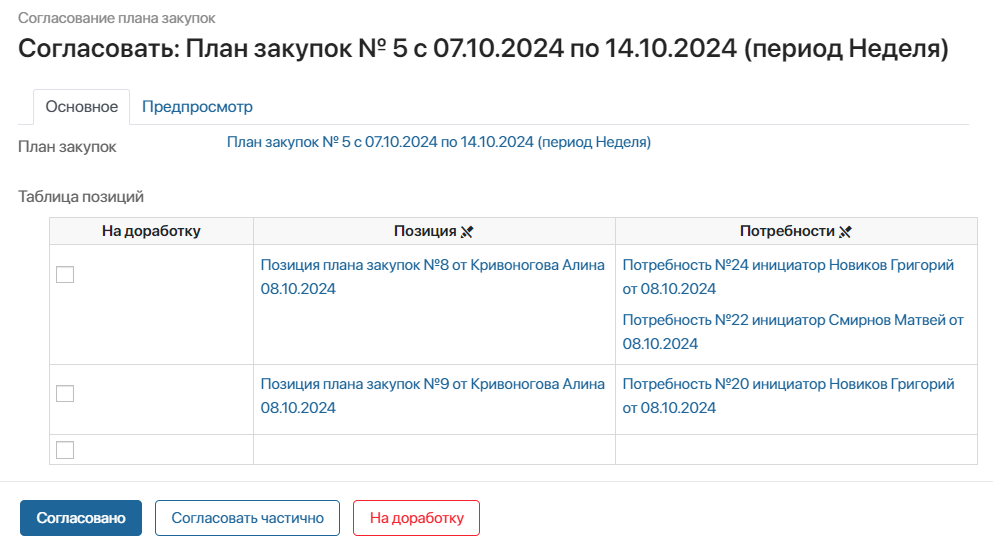 Согласование плана закупок
Согласовать: План закупок № 5 с 07.10.2024 по 14.10.2024 (период Неделя)
Основное
Предпросмотр
План закупок
План закупок № 5 с 07.10.2024 по 14.10.2024 (период Неделя)
Таблица позиций
На доработку
Позиция
Потребности
Позиция плана закупок №8 от Кривоногова Алина
08.10.2024
Потребность №24 инициатор Новиков Григорий
от 08.10.2024
Потребность №22 инициатор Смирнов Матвей от
08.10.2024
Позиция плана закупок №9 от Кривоногова Алина
08.10.2024
Потребность №20 инициатор Новиков Григорий
от 08.10.2024
Согласовано
Согласовать частично
На доработку